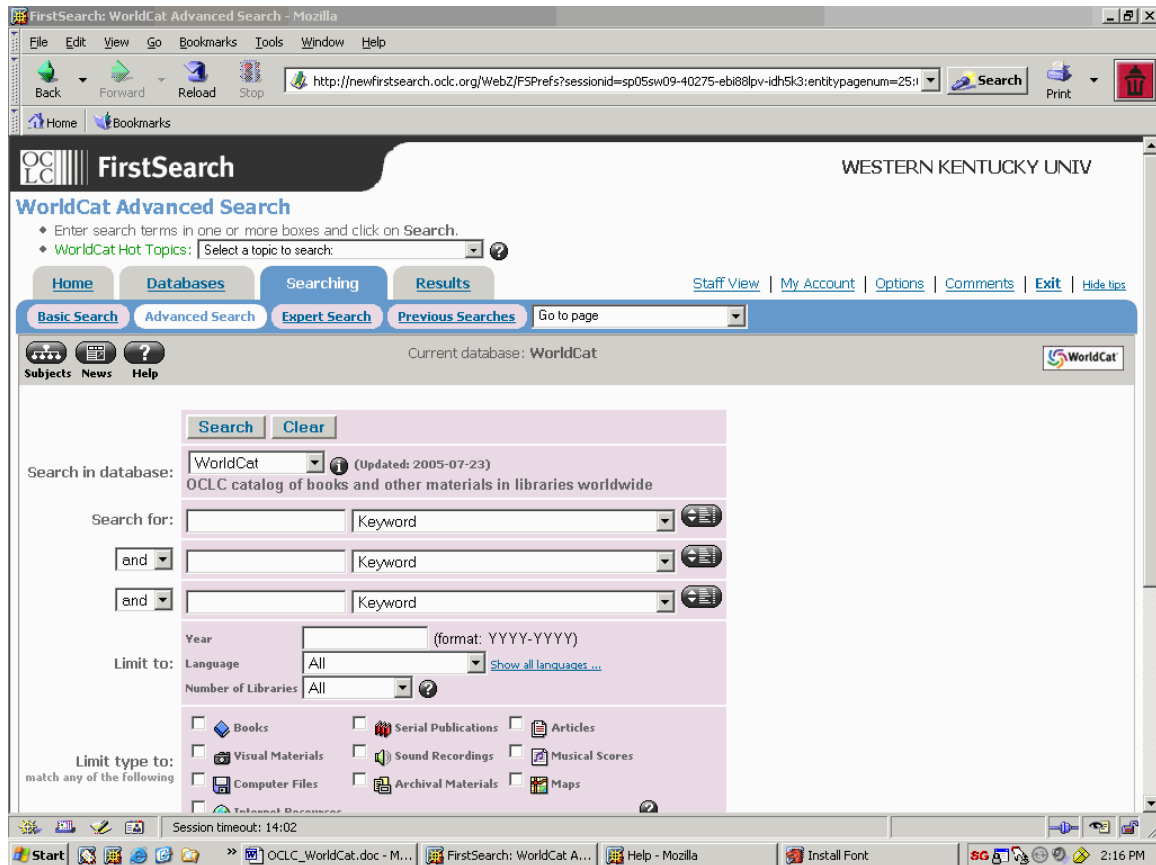 FirstSearch: WorldCat Advanced Search - Mozilla
File Edit View Go Bookmarks Tools Window Help
Back Forward Reload Stop http://newfirstsearch.oclc.org/WebZ/FSPrefs?sessionid=sp05sw09-40275-ebi88lpv-idh5k3:entitypagenum=25: Search Print
Home Bookmarks
OCLC FirstSearch WESTERN KENTUCKY UNIV
WorldCat Advanced Search
Enter search terms in one or more boxes and click on Search.
WorldCat Hot Topics: Select a topic to search: ?
Home Databases Searching Results Staff View | My Account | Options | Comments | Exit | Hide tips
Basic Search Advanced Search Expert Search Previous Searches Go to page
Subjects News Help Current database: WorldCat WorldCat
Search Clear
Search in database: WorldCat (Updated: 2005-07-23)
OCLC catalog of books and other materials in libraries worldwide
Search for: Keyword
and Keyword
and Keyword
Year (format: YYYY-YYYY)
Limit to: Language All Show all languages ...
Number of Libraries All ?
Books Serial Publications Articles
Limit type to: Visual Materials Sound Recordings Musical Scores
match any of the following Computer Files Archival Materials Maps
Internet Resources ?
Session timeout: 14:02
Start » OCLC_WorldCat.doc - M... FirstSearch: WorldCat A... Help - Mozilla Install Font SG 2:16 PM